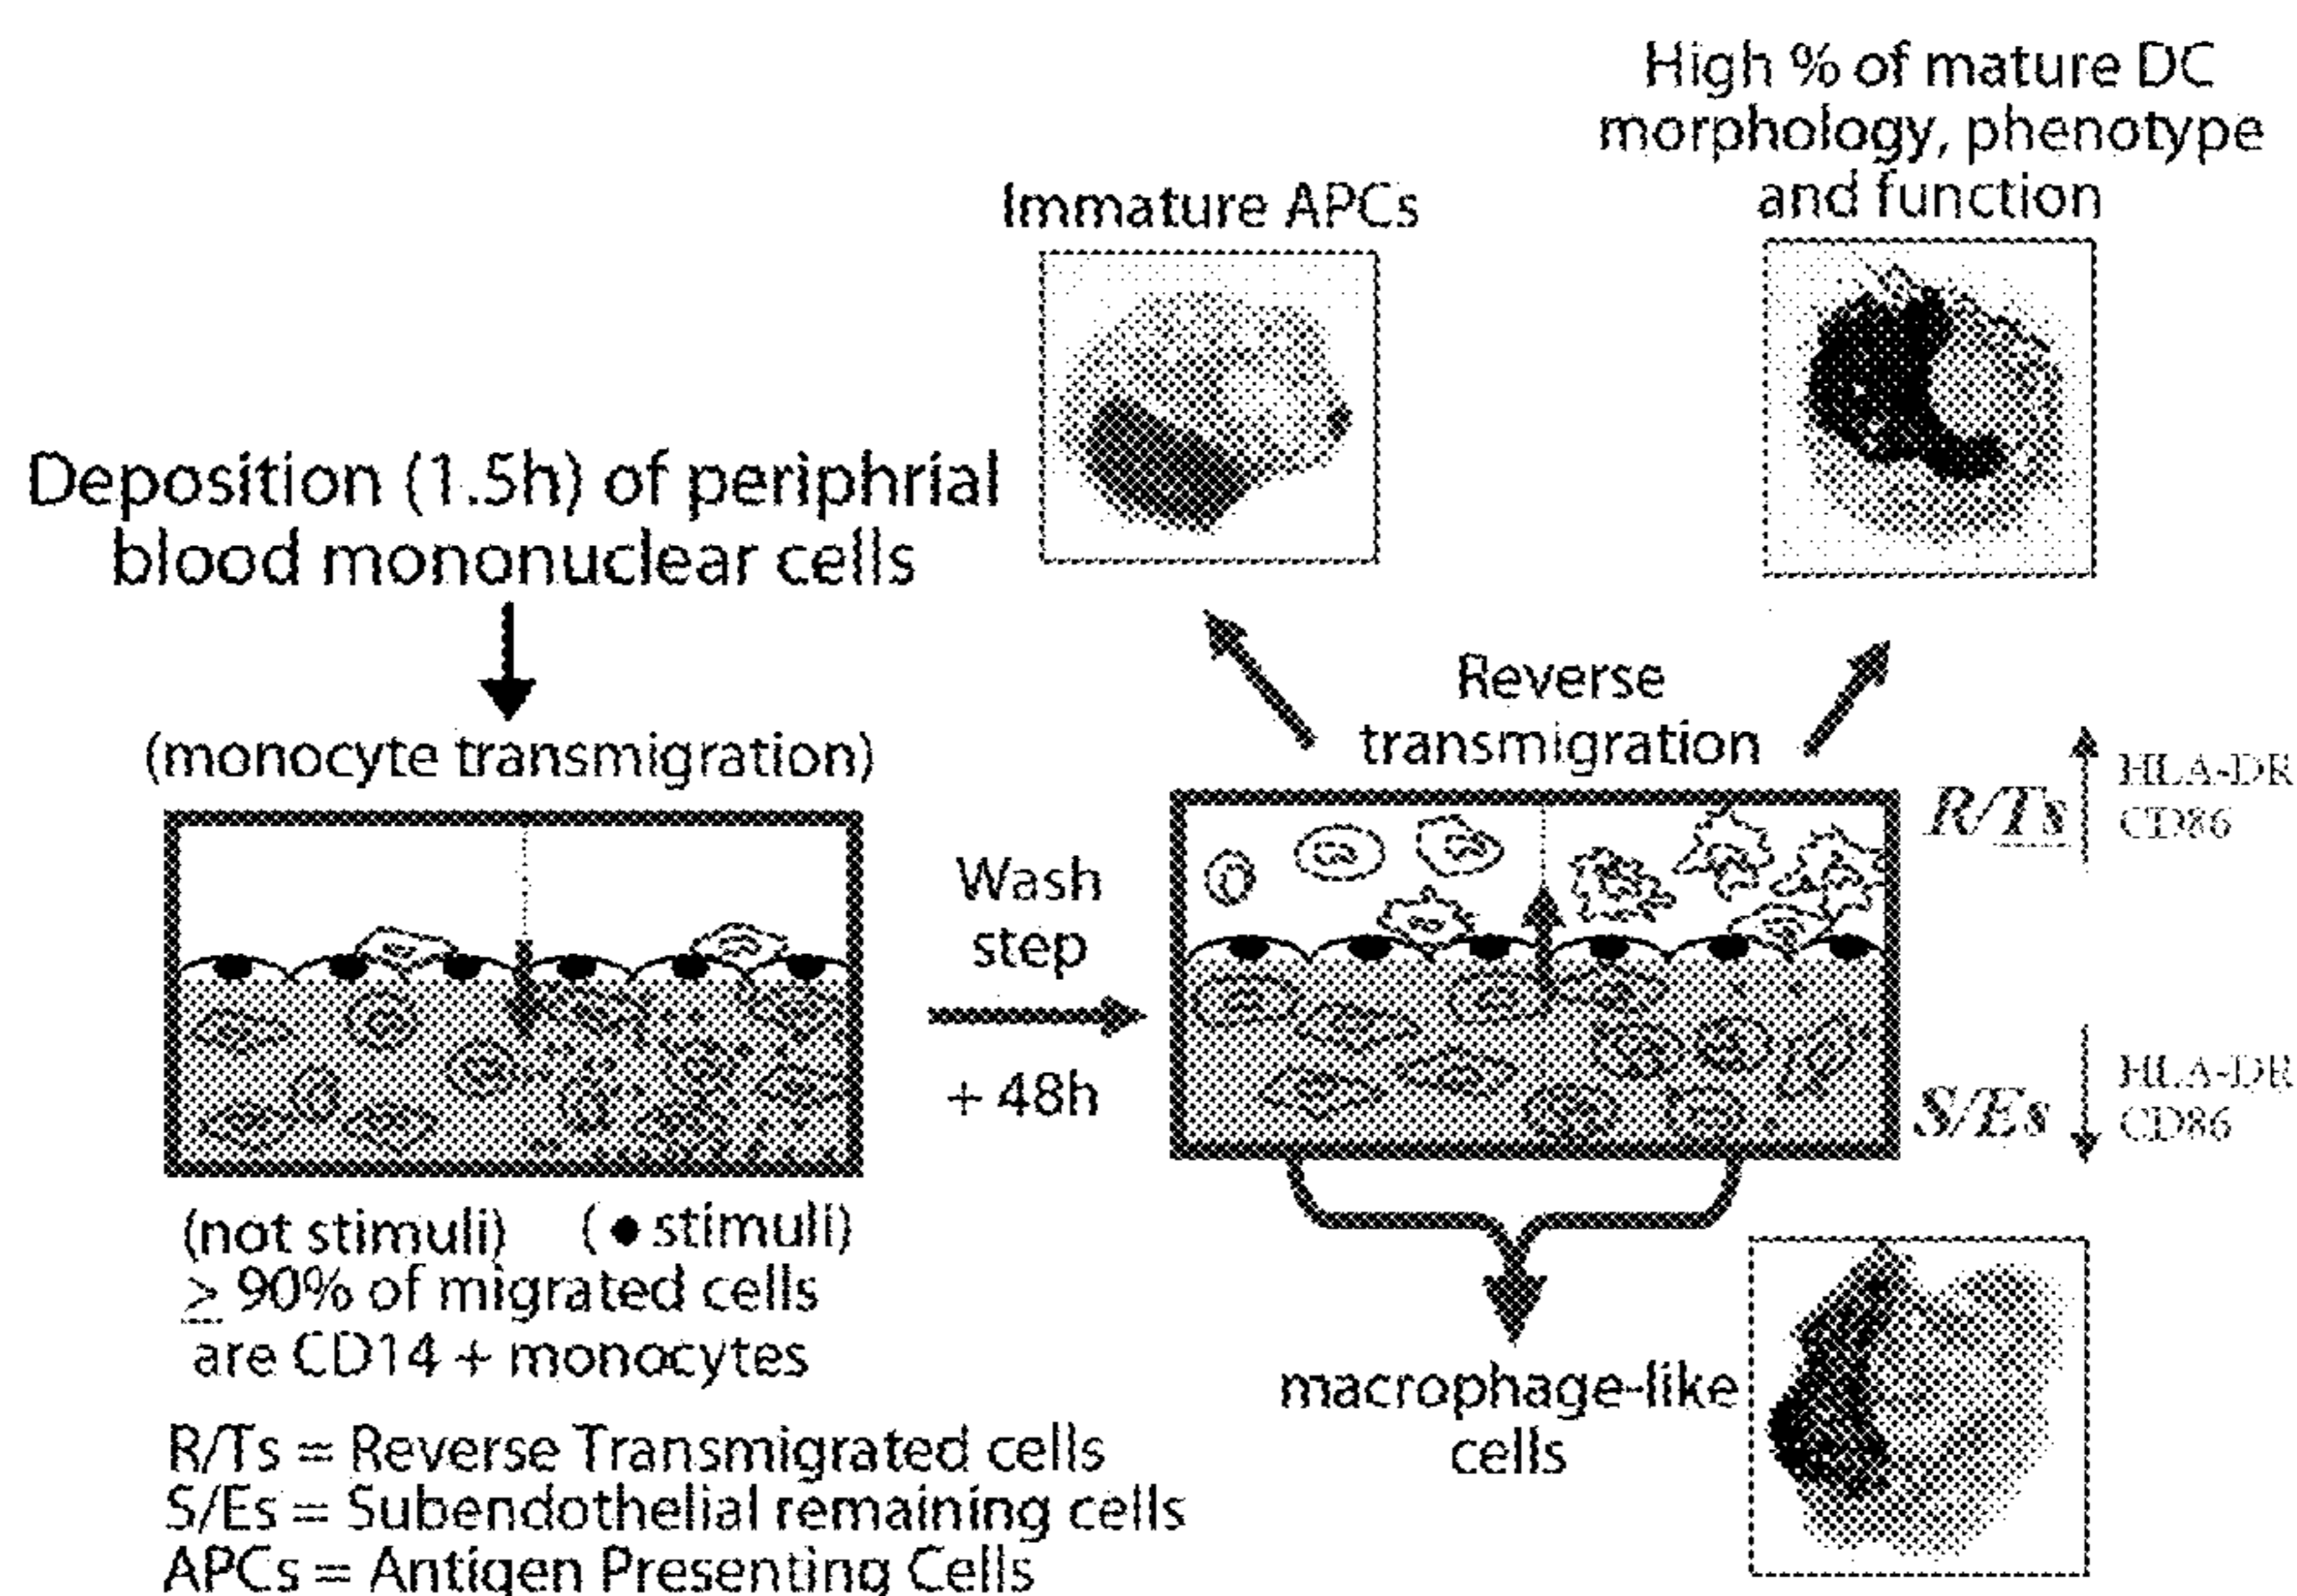 High % of mature DC
morphology, phenotype
and function
Immature APCs
Deposition (1.5h) of periphrial
blood mononuclear cells
(monocyte transmigration)
Reverse
transmigration
Wash
step
+ 48h
R/Ts
HLA-DR
CD86
S/Es
HLA-DR
CD86
(not stimuli) (● stimuli)
≥ 90% of migrated cells
are CD14 + monocytes
macrophage-like
cells
R/Ts = Reverse Transmigrated cells
S/Es = Subendothelial remaining cells
APCs = Antigen Presenting Cells